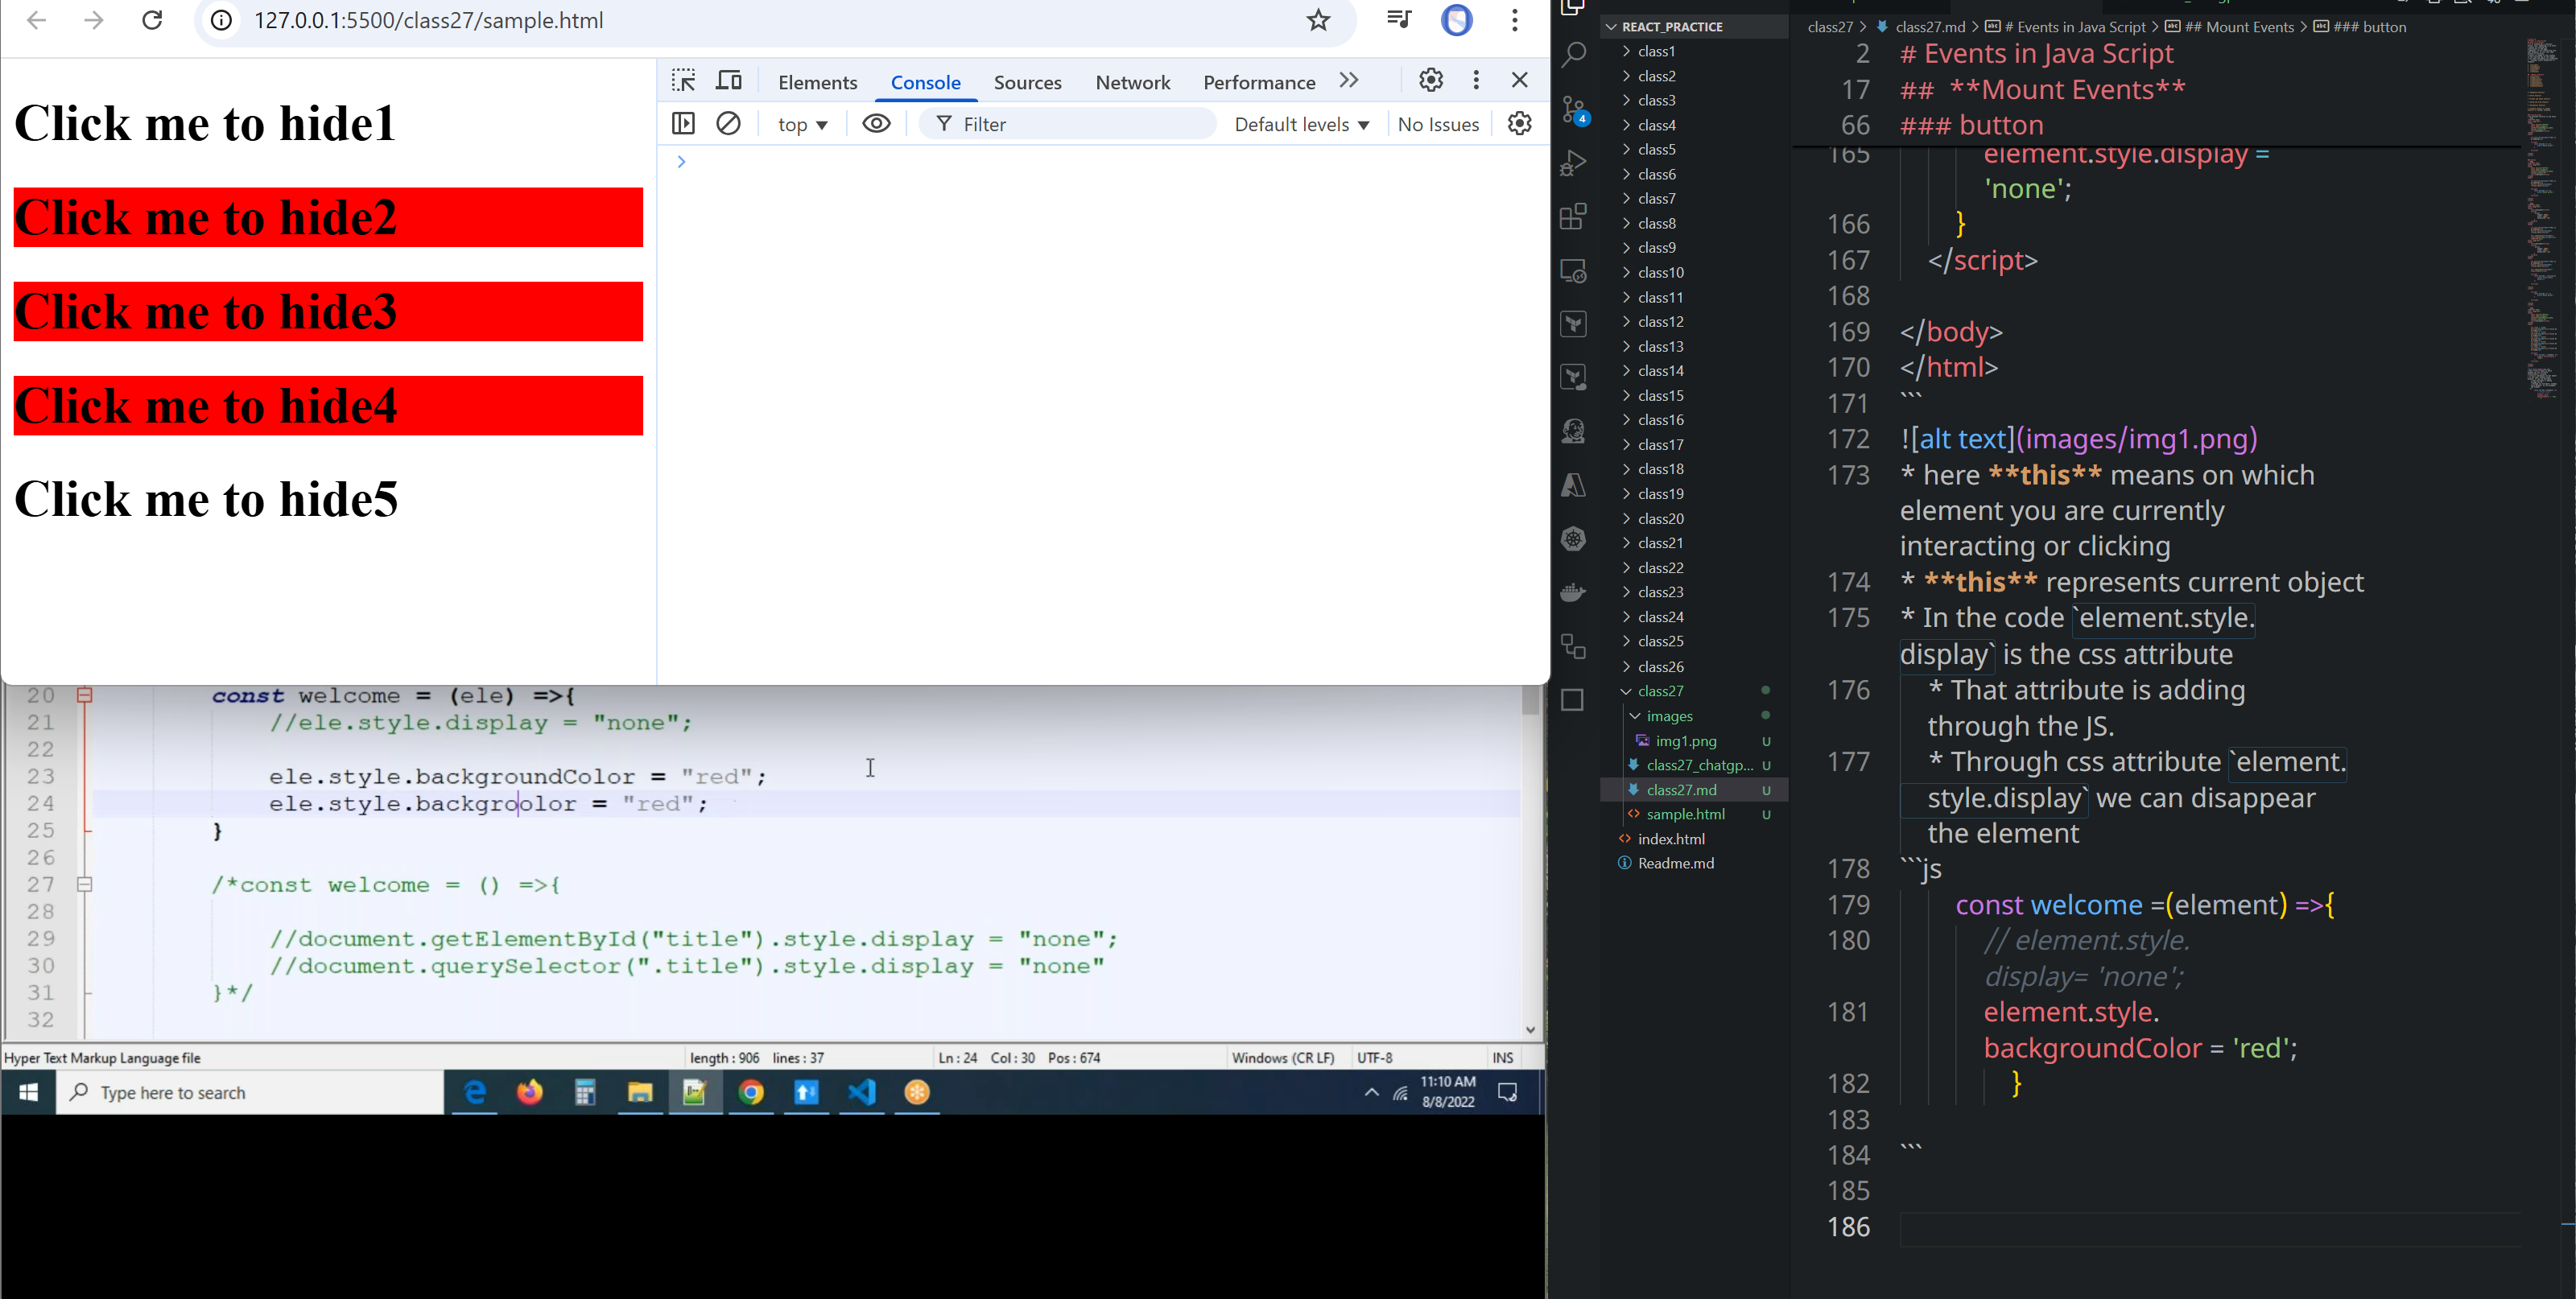 127.0.0.1:5500/class27/sample.html
Click me to hide1
Click me to hide2
Click me to hide3
Click me to hide4
Click me to hide5
Elements
Console
Sources
Network
Performance
top
Filter
Default levels
No Issues
20 const welcome = (ele) =>{
21 //ele.style.display = "none";
22
23 ele.style.backgroundColor = "red";
24 ele.style.backgroolor = "red";
25 }
26
27 /*const welcome = () =>{
28
29 //document.getElementById("title").style.display = "none";
30 //document.querySelector(".title").style.display = "none"
31 }*/
32
Hyper Text Markup Language file
length : 906 lines : 37
Ln : 24 Col : 30 Pos : 674
Windows (CR LF)
UTF-8
INS
Type here to search
11:10 AM
8/8/2022
4
REACT_PRACTICE
class1
class2
class3
class4
class5
class6
class7
class8
class9
class10
class11
class12
class13
class14
class15
class16
class17
class18
class19
class20
class21
class22
class23
class24
class25
class26
class27
images
img1.png U
class27_chatgp... U
class27.md U
sample.html U
index.html
Readme.md
class27 > class27.md > # Events in Java Script > ## Mount Events > ### button
2 # Events in Java Script
17 ## **Mount Events**
66 ### button
165 element.style.display =
'none';
166 }
167 </script>
168
169 </body>
170 </html>
171 ```
172 ![alt text](images/img1.png)
173 * here **this** means on which
element you are currently
interacting or clicking
174 * **this** represents current object
175 * In the code `element.style.
display` is the css attribute
176 * That attribute is adding
through the JS.
177 * Through css attribute `element.
style.display` we can disappear
the element
178 ```js
179 const welcome =(element) =>{
180 // element.style.
display= 'none';
181 element.style.
backgroundColor = 'red';
182 }
183
184 ```
185
186